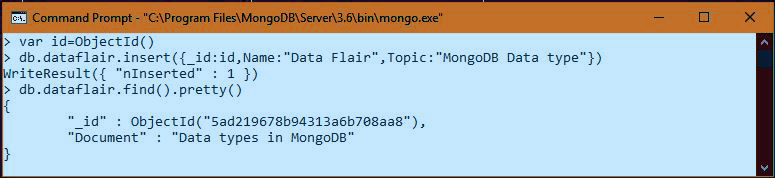 Command Prompt - "C:\Program Files\MongoDB\Server\3.6\bin\mongo.exe"
> var id=ObjectId()
> db.dataflair.insert({_id:id,Name:"Data Flair",Topic:"MongoDB Data type"})
WriteResult({ "nInserted" : 1 })
> db.dataflair.find().pretty()
{
"_id" : ObjectId("5ad219678b94313a6b708aa8"),
"Document" : "Data types in MongoDB"
}